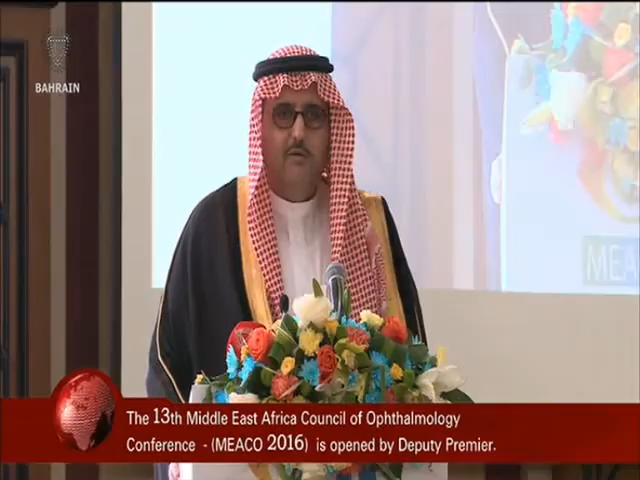 BAHRAIN
MEA
The 13th Middle East Africa Council of Ophthalmology
Conference - (MEACO 2016) is opened by Deputy Premier.